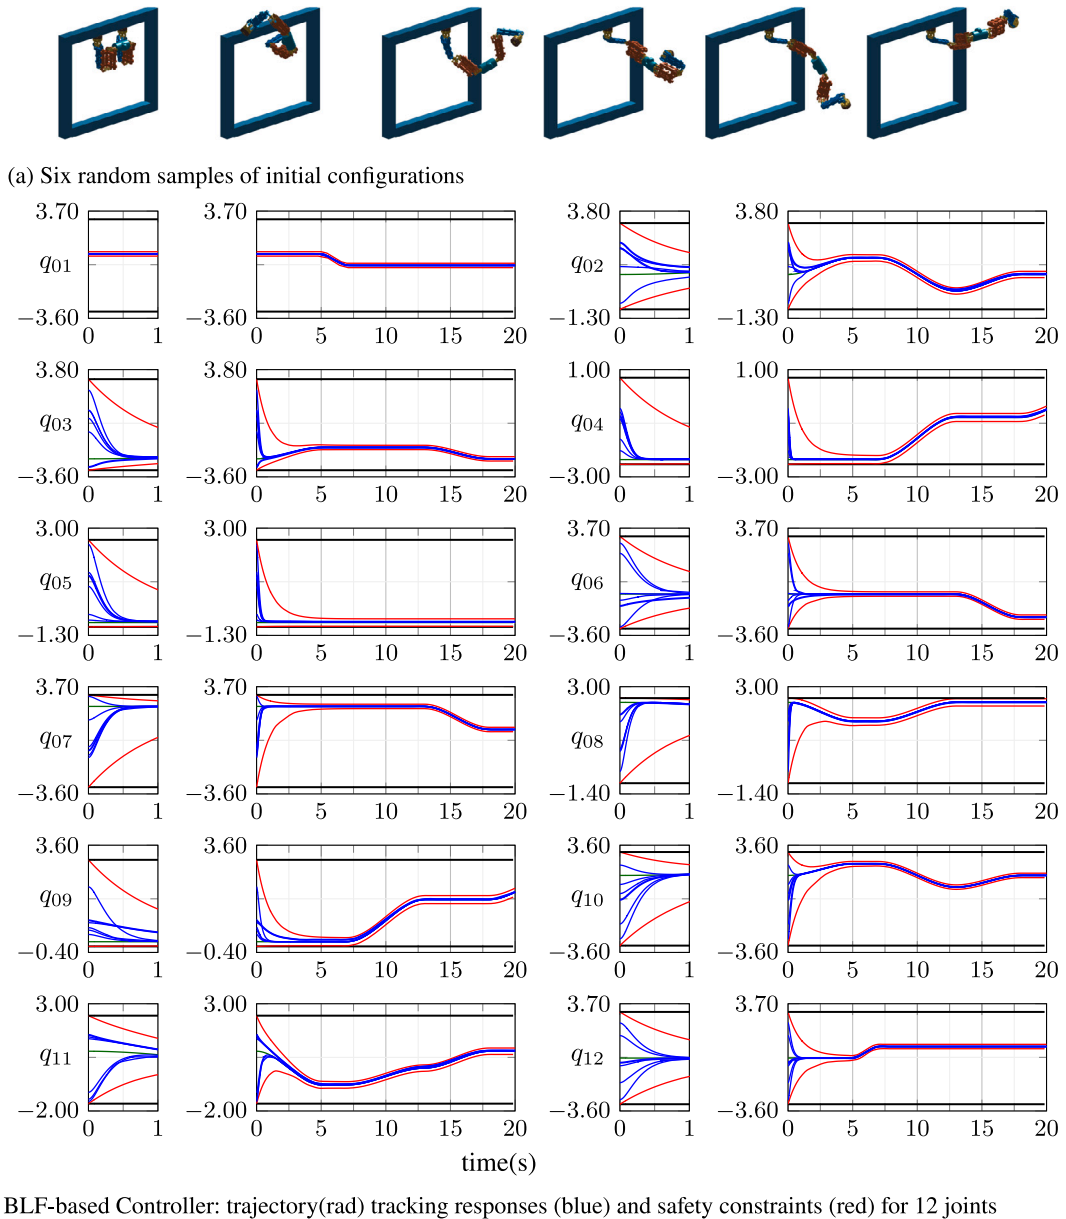 (a) Six random samples of initial configurations
3.70 3.70 3.80 3.80
q01 q02
−3.60 −3.60 −1.30 −1.30
0 1 0 5 10 15 20 0 1 0 5 10 15 20
3.80 3.80 1.00 1.00
q03 q04
−3.60 −3.60 −3.00 −3.00
0 1 0 5 10 15 20 0 1 0 5 10 15 20
3.00 3.00 3.70 3.70
q05 q06
−1.30 −1.30 −3.60 −3.60
0 1 0 5 10 15 20 0 1 0 5 10 15 20
3.70 3.70 3.00 3.00
q07 q08
−3.60 −3.60 −1.40 −1.40
0 1 0 5 10 15 20 0 1 0 5 10 15 20
3.60 3.60 3.60 3.60
q09 q10
−0.40 −0.40 −3.60 −3.60
0 1 0 5 10 15 20 0 1 0 5 10 15 20
3.00 3.00 3.70 3.70
q11 q12
−2.00 −2.00 −3.60 −3.60
0 1 0 5 10 15 20 0 1 0 5 10 15 20
time(s)
BLF-based Controller: trajectory(rad) tracking responses (blue) and safety constraints (red) for 12 joints